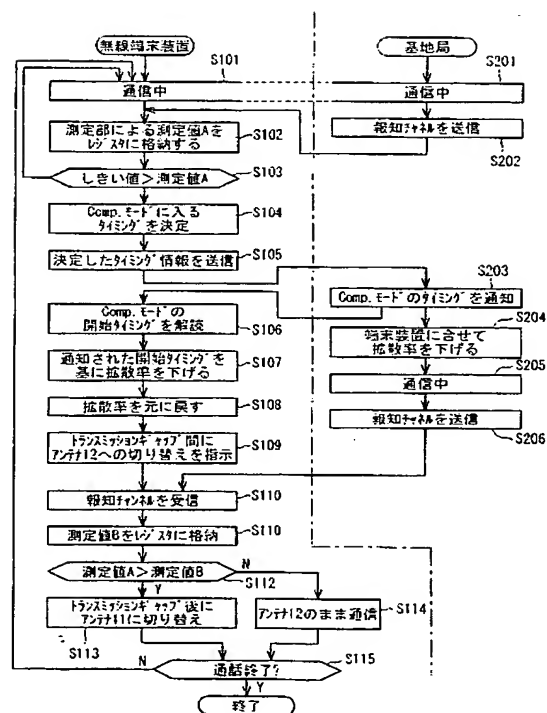 無線端末装置
基地局
S101
S201
通信中
通信中
測定部による測定値Aを
レジスタに格納する
S102
報知チャネルを送信
S202
しきい値>測定値A
S103
Comp.モードに入る
タイミングを決定
S104
決定したタイミング情報を送信
S105
S203
Comp.モードのタイミングを通知
Comp.モードの
開始タイミングを解読
S106
S204
端末装置に合せて
拡散率を下げる
通知された開始タイミングを
基に拡散率を下げる
S107
S205
通信中
拡散率を元に戻す
S108
報知チャネルを送信
S206
トランスミッションギャップ間に
アンテナ12への切り替えを指示
S109
報知チャンネルを受信
S110
測定値Bをレジスタに格納
S110
測定値A>測定値B
N
S112
Y
トランスミッションギャップ後に
アンテナ11に切り替え
S113
アンテナ12のまま通信
S114
N
通話終了?
S115
Y
終了